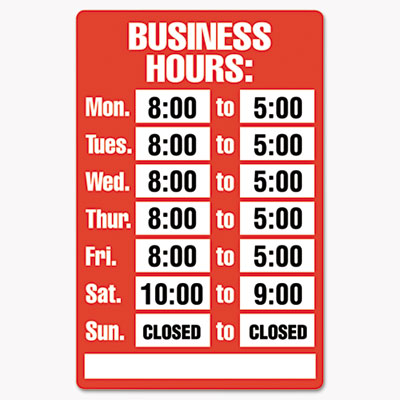 BUSINESS
HOURS:
Mon. 8:00 to 5:00
Tues. 8:00 to 5:00
Wed. 8:00 to 5:00
Thur. 8:00 to 5:00
Fri. 8:00 to 5:00
Sat. 10:00 to 9:00
Sun. CLOSED to CLOSED